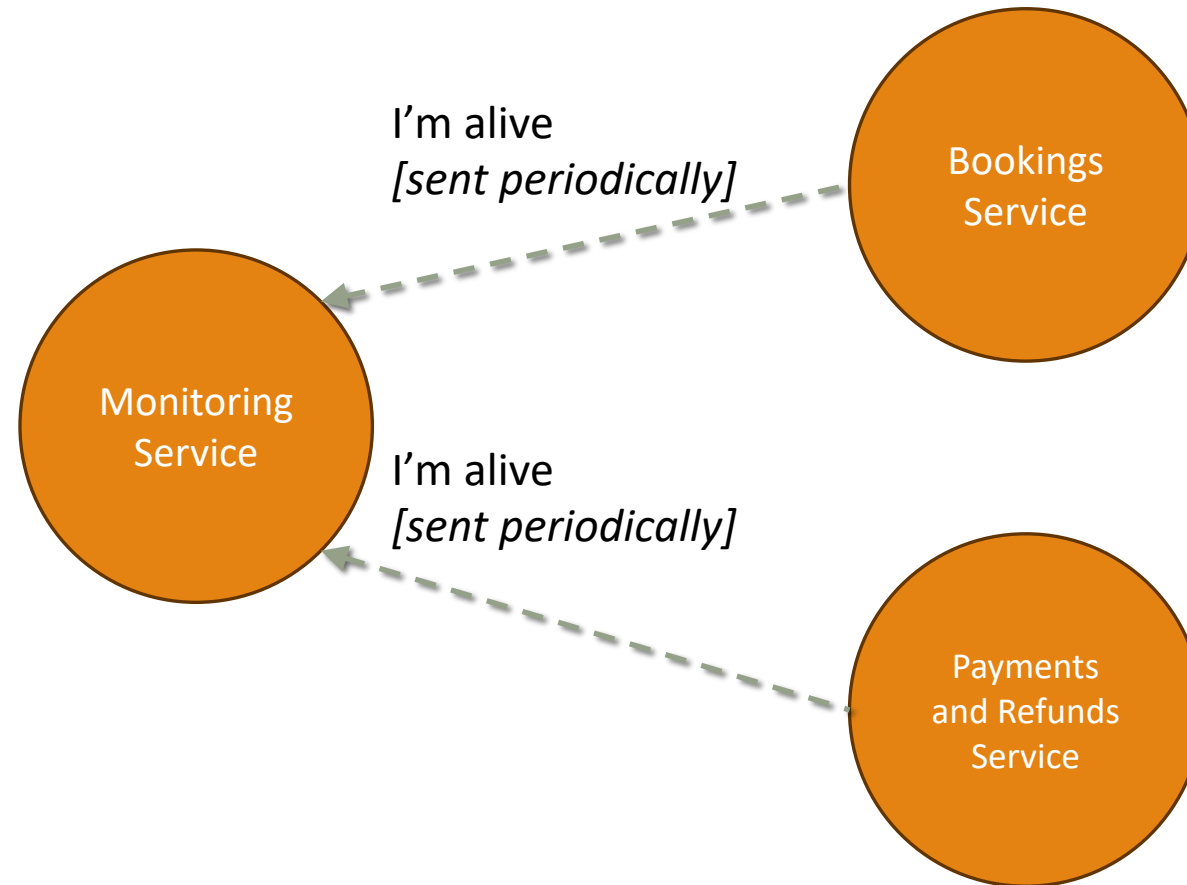 I’m alive
[sent periodically]
Bookings
Service
Monitoring
Service
I’m alive
[sent periodically]
Payments
and Refunds
Service